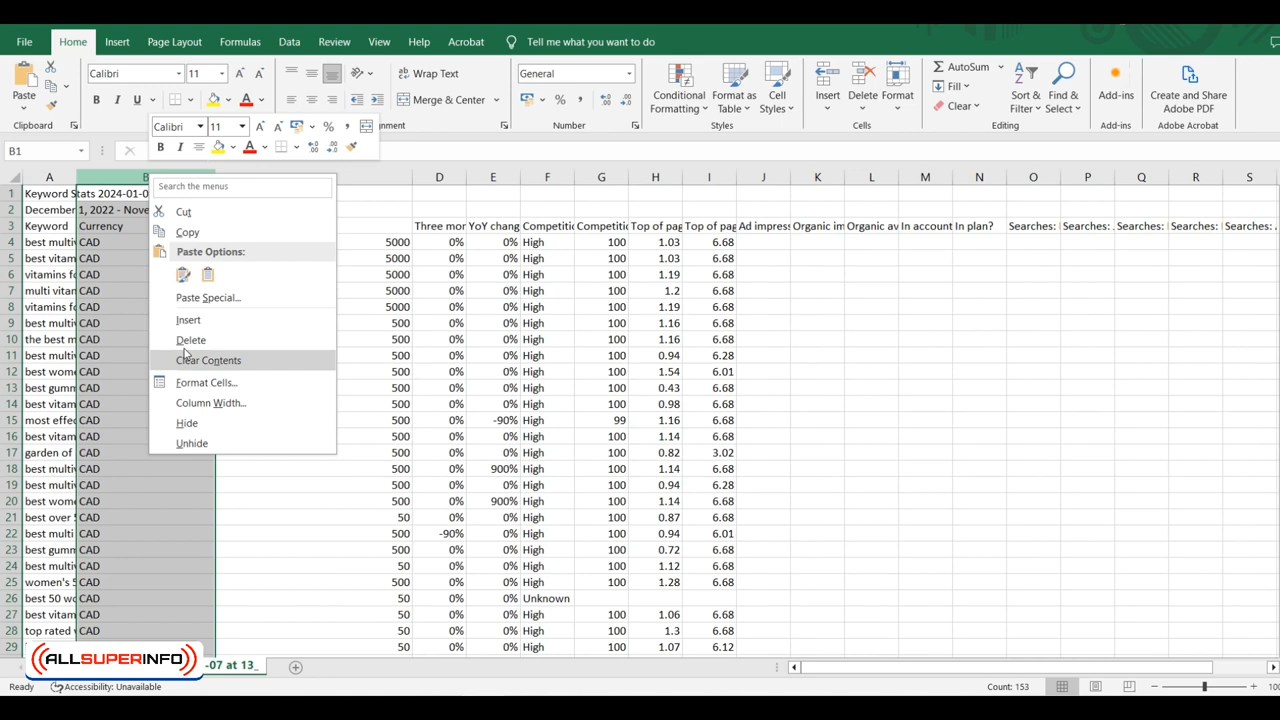 File Home Insert Page Layout Formulas Data Review View Help Acrobat Tell me what you want to do
Paste Calibri 11 Wrap Text General Conditional Formatting Format as Table Cell Styles Insert Delete Format AutoSum Sort & Filter Find & Select Add-ins Create and Share Adobe PDF
B I U Merge & Center $ % , Fill
Clear
Clipboard Number Styles Cells Editing Add-ins Adobe Acrobat
Calibri 11 % ,
B I A
B1
A B D E F G H I J K L M N O P Q R S
Search the menus
Cut
Copy
Paste Options:
Paste Special...
Insert
Delete
Clear Contents
Format Cells...
Column Width...
Hide
Unhide
1 Keyword Stats 2024-01-0
2 December 1, 2022 - Nove
3 Keyword Currency Three mor YoY chang Competitic Competitic Top of pag Top of pag Ad impres: Organic im Organic av In account In plan? Searches: Searches: Searches: Searches: Searches:
4 best multiv CAD 5000 0% 0% High 100 1.03 6.68
5 best vitam CAD 5000 0% 0% High 100 1.03 6.68
6 vitamins fo CAD 5000 0% 0% High 100 1.19 6.68
7 multi vitam CAD 5000 0% 0% High 100 1.2 6.68
8 vitamins fo CAD 5000 0% 0% High 100 1.19 6.68
9 best multiv CAD 500 0% 0% High 100 1.16 6.68
10 the best m CAD 500 0% 0% High 100 1.16 6.68
11 best multiv CAD 500 0% 0% High 100 0.94 6.28
12 best wome CAD 500 0% 0% High 100 1.54 6.01
13 best gumm CAD 500 0% 0% High 100 0.43 6.68
14 best vitam CAD 500 0% 0% High 100 0.98 6.68
15 most effec CAD 500 0% -90% High 99 1.16 6.68
16 best vitam CAD 500 0% 0% High 100 1.14 6.68
17 garden of CAD 500 0% 0% High 100 0.82 3.02
18 best multiv CAD 500 0% 900% High 100 1.14 6.68
19 best multiv CAD 500 0% 0% High 100 0.94 6.28
20 best wome CAD 500 0% 900% High 100 1.14 6.68
21 best over 5 CAD 50 0% 0% High 100 0.87 6.68
22 best multi CAD 500 -90% 0% High 100 0.94 6.01
23 best gumm CAD 500 0% 0% High 100 0.72 6.68
24 best multiv CAD 50 0% 0% High 100 1.12 6.68
25 women's 5 CAD 500 0% 0% High 100 1.28 6.68
26 best 50 wo CAD 50 0% 0% Unknown
27 best vitam CAD 50 0% 0% High 100 1.06 6.68
28 top rated v CAD 50 0% 0% High 100 1.3 6.68
29 CAD 50 0% 0% High 100 1.07 6.12
ALLSUPERINFO -07 at 13_
Ready Accessibility: Unavailable Count: 153 100